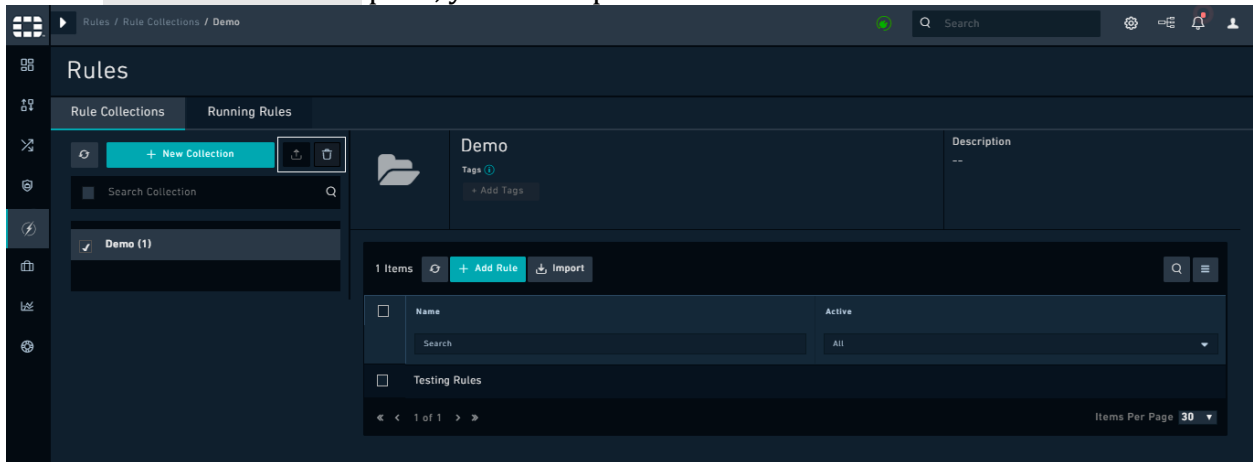 Rules / Rule Collections / Demo
Search
Rules
Rule Collections
Running Rules
+ New Collection
Search Collection
Demo (1)
Demo
Tags
+ Add Tags
Description
--
1 Items
+ Add Rule
Import
Name
Active
Search
All
Testing Rules
« < 1 of 1 > »
Items Per Page 30